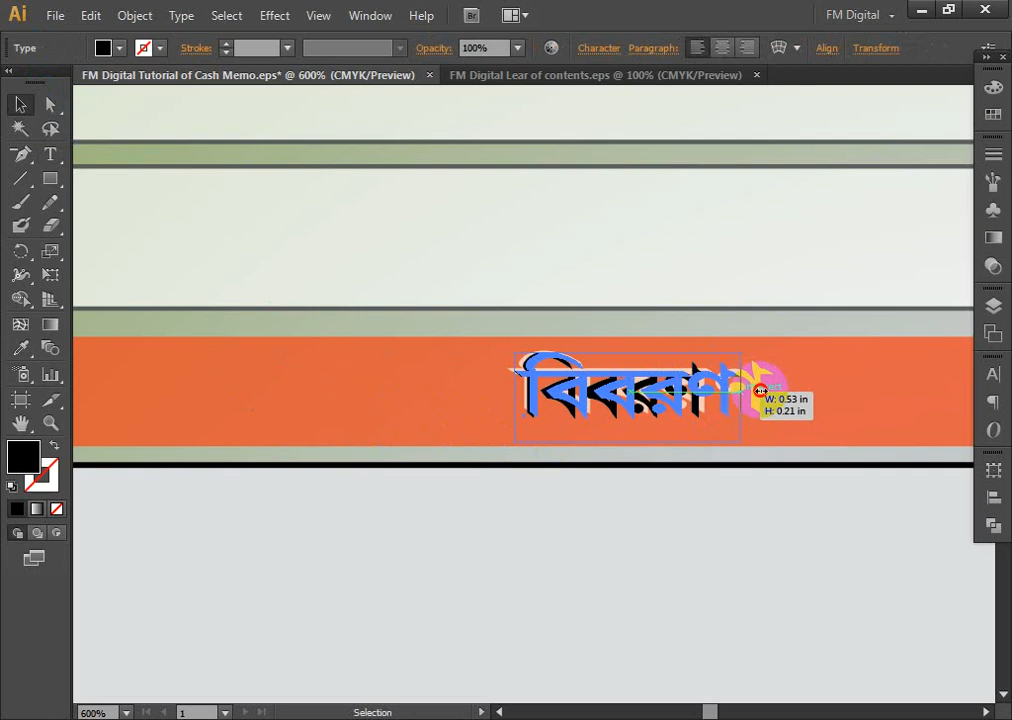 Ai File Edit Object Type Select Effect View Window Help Br FM Digital
Type Stroke: Opacity: 100% Character Paragraph: Align Transform
FM Digital Tutorial of Cash Memo.eps* @ 600% (CMYK/Preview) × FM Digital Lear of contents.eps @ 100% (CMYK/Preview) ×
বিবরণ
W: 0.53 in
H: 0.21 in
600% 1 Selection